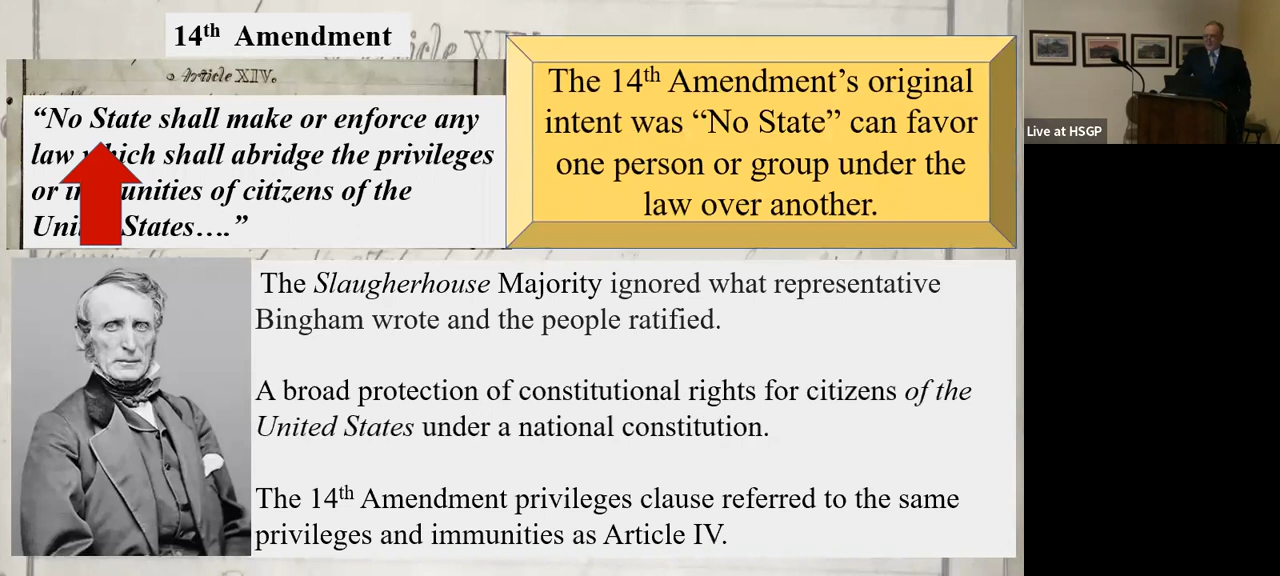 14th Amendment
Article XIV.
“No State shall make or enforce any
law which shall abridge the privileges
or immunities of citizens of the
United States….”
The 14th Amendment’s original
intent was “No State” can favor
one person or group under the
law over another.
Live at HSGP
The Slaugherhouse Majority ignored what representative
Bingham wrote and the people ratified.
A broad protection of constitutional rights for citizens of the
United States under a national constitution.
The 14th Amendment privileges clause referred to the same
privileges and immunities as Article IV.